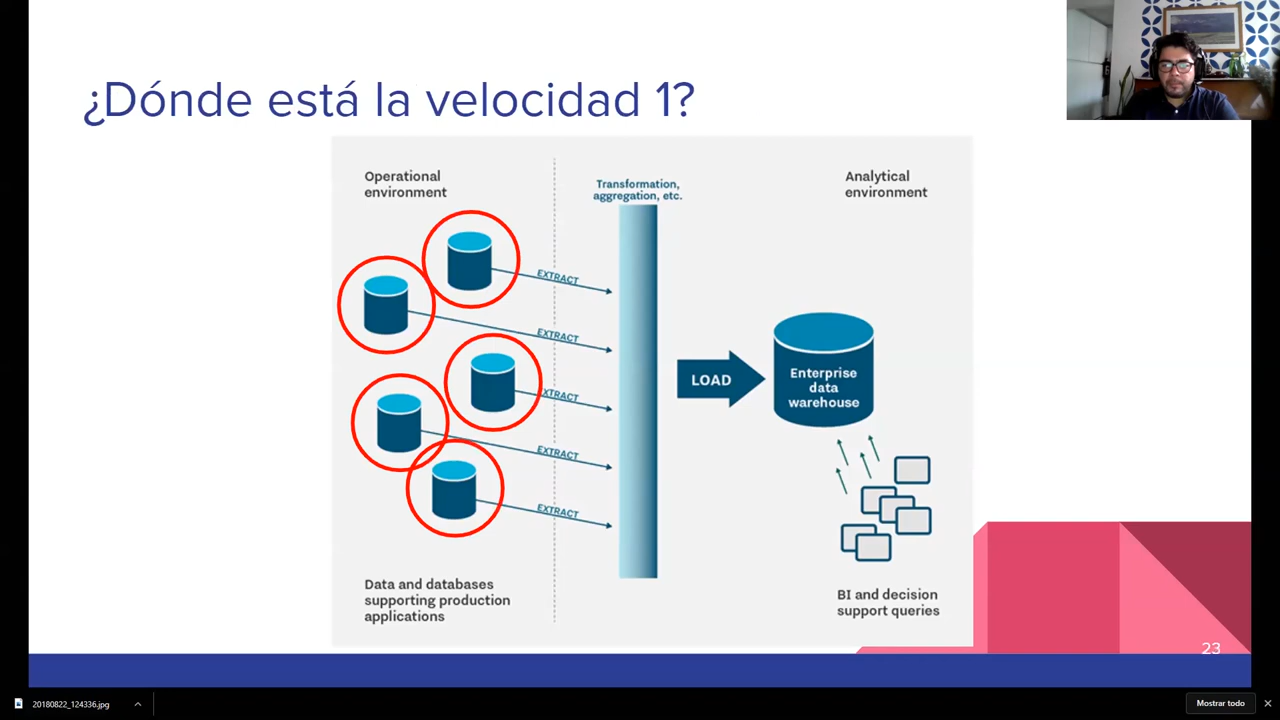 ¿Dónde está la velocidad 1?
Operational
environment
Transformation,
aggregation, etc.
Analytical
environment
EXTRACT
EXTRACT
XTRACT
EXTRACT
EXTRACT
LOAD
Enterprise
data
warehouse
Data and databases
supporting production
applications
BI and decision
support queries
23
20180822_124336.jpg
Mostrar todo